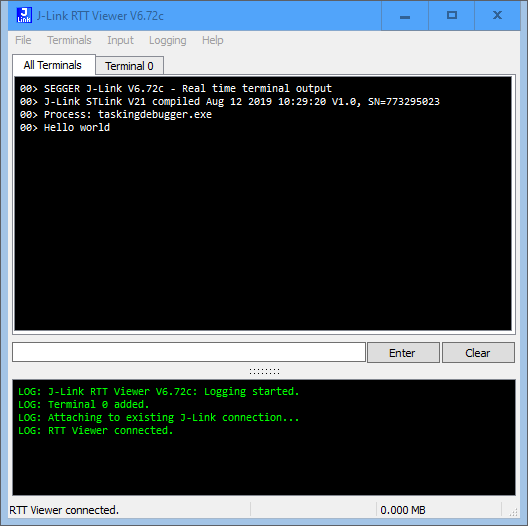 J-Link RTT Viewer V6.72c
File Terminals Input Logging Help
All Terminals Terminal 0
00> SEGGER J-Link V6.72c - Real time terminal output
00> J-Link STLink V21 compiled Aug 12 2019 10:29:20 V1.0, SN=773295023
00> Process: taskingdebugger.exe
00> Hello world
Enter Clear
LOG: J-Link RTT Viewer V6.72c: Logging started.
LOG: Terminal 0 added.
LOG: Attaching to existing J-Link connection...
LOG: RTT Viewer connected.
RTT Viewer connected. 0.000 MB